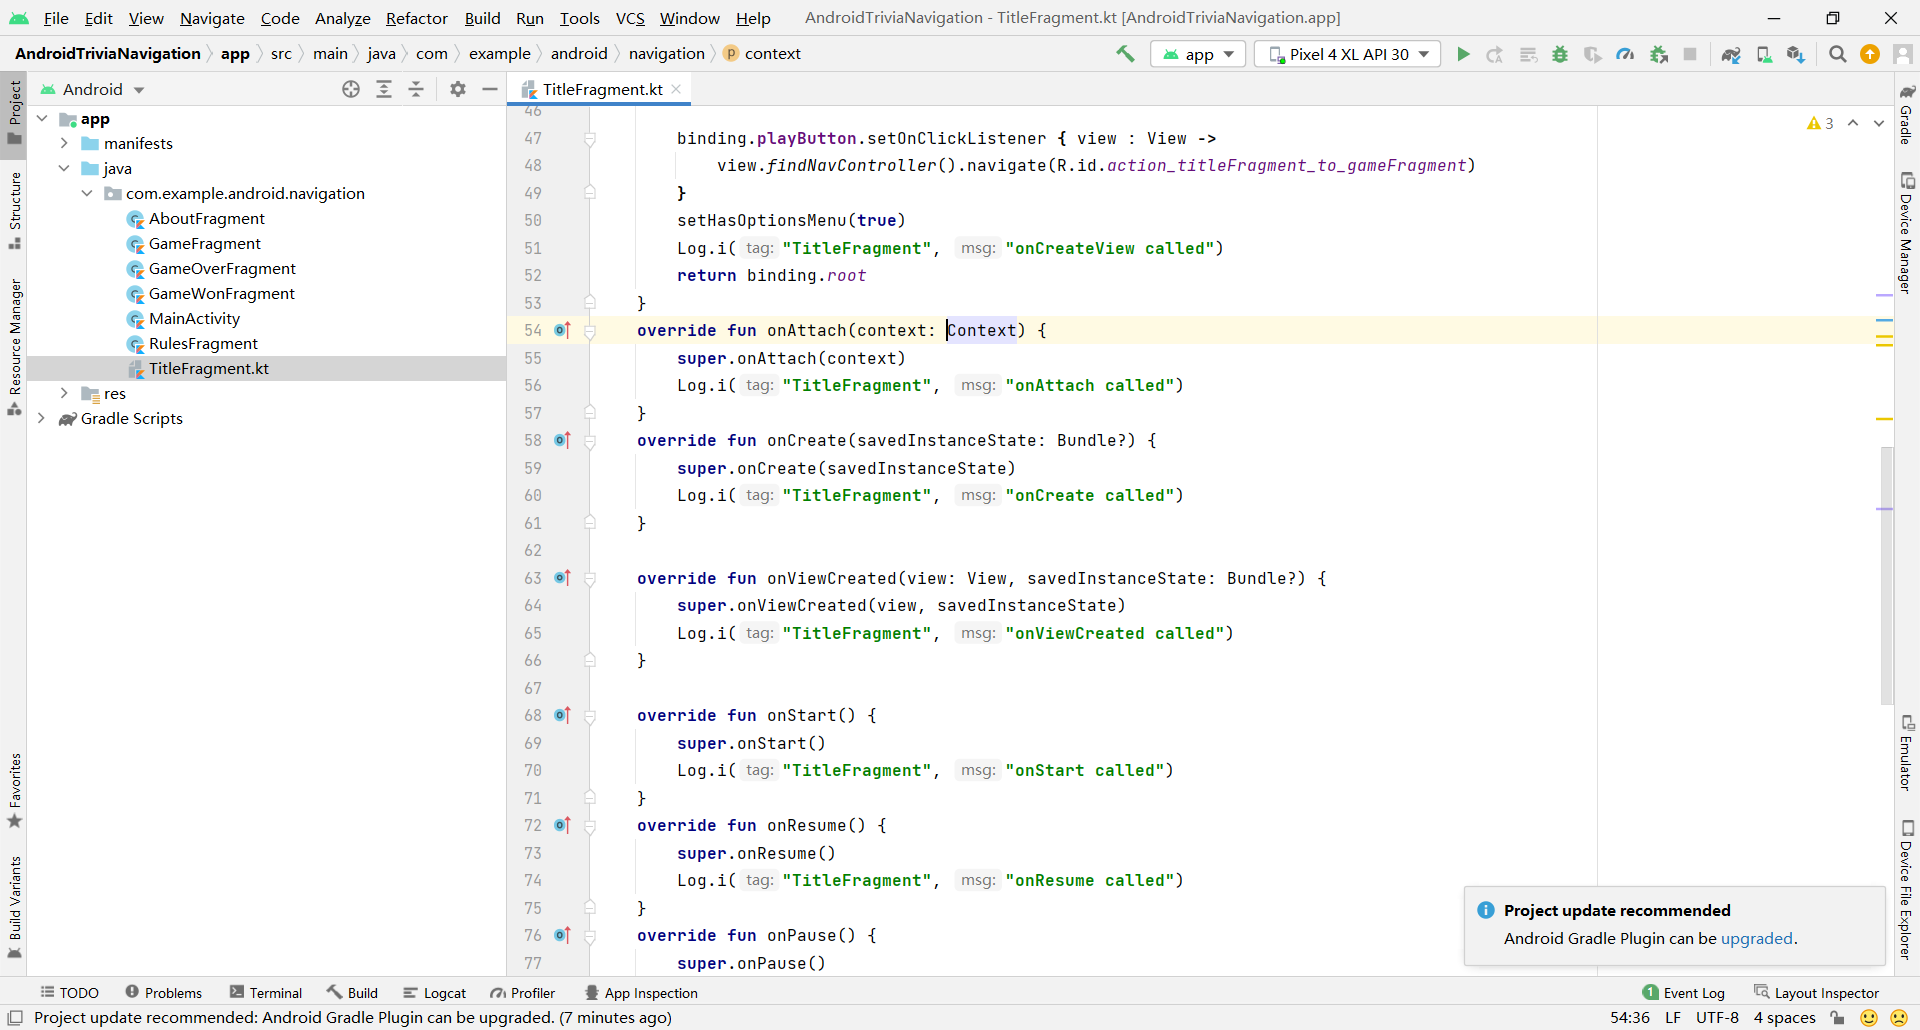 File Edit View Navigate Code Analyze Refactor Build Run Tools VCS Window Help AndroidTriviaNavigation - TitleFragment.kt [AndroidTriviaNavigation.app]
AndroidTriviaNavigation app src main java com example android navigation context
app
Pixel 4 XL API 30
Project
Structure
Resource Manager
Favorites
Build Variants
Android
app
manifests
java
com.example.android.navigation
AboutFragment
GameFragment
GameOverFragment
GameWonFragment
MainActivity
RulesFragment
TitleFragment.kt
res
Gradle Scripts
TitleFragment.kt
3
46
47 binding.playButton.setOnClickListener { view : View ->
48 view.findNavController().navigate(R.id.action_titleFragment_to_gameFragment)
49 }
50 setHasOptionsMenu(true)
51 Log.i( tag: "TitleFragment", msg: "onCreateView called")
52 return binding.root
53 }
54 override fun onAttach(context: Context) {
55 super.onAttach(context)
56 Log.i( tag: "TitleFragment", msg: "onAttach called")
57 }
58 override fun onCreate(savedInstanceState: Bundle?) {
59 super.onCreate(savedInstanceState)
60 Log.i( tag: "TitleFragment", msg: "onCreate called")
61 }
62
63 override fun onViewCreated(view: View, savedInstanceState: Bundle?) {
64 super.onViewCreated(view, savedInstanceState)
65 Log.i( tag: "TitleFragment", msg: "onViewCreated called")
66 }
67
68 override fun onStart() {
69 super.onStart()
70 Log.i( tag: "TitleFragment", msg: "onStart called")
71 }
72 override fun onResume() {
73 super.onResume()
74 Log.i( tag: "TitleFragment", msg: "onResume called")
75 }
76 override fun onPause() {
77 super.onPause()
Gradle
Device Manager
Emulator
Device File Explorer
Project update recommended
Android Gradle Plugin can be upgraded.
TODO Problems Terminal Build Logcat Profiler App Inspection 1 Event Log Layout Inspector
Project update recommended: Android Gradle Plugin can be upgraded. (7 minutes ago) 54:36 LF UTF-8 4 spaces